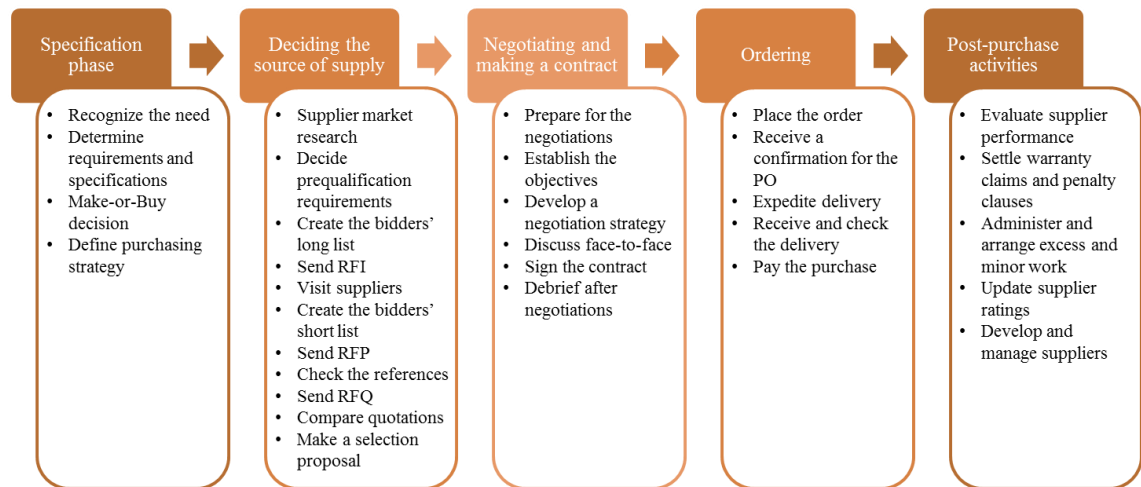 Specification
phase
• Recognize the need
• Determine
requirements and
specifications
• Make-or-Buy
decision
• Define purchasing
strategy
Deciding the
source of supply
• Supplier market
research
• Decide
prequalification
requirements
• Create the bidders’
long list
• Send RFI
• Visit suppliers
• Create the bidders’
short list
• Send RFP
• Check the references
• Send RFQ
• Compare quotations
• Make a selection
proposal
Negotiating and
making a contract
• Prepare for the
negotiations
• Establish the
objectives
• Develop a
negotiation strategy
• Discuss face-to-face
• Sign the contract
• Debrief after
negotiations
Ordering
• Place the order
• Receive a
confirmation for the
PO
• Expedite delivery
• Receive and check
the delivery
• Pay the purchase
Post-purchase
activities
• Evaluate supplier
performance
• Settle warranty
claims and penalty
clauses
• Administer and
arrange excess and
minor work
• Update supplier
ratings
• Develop and
manage suppliers